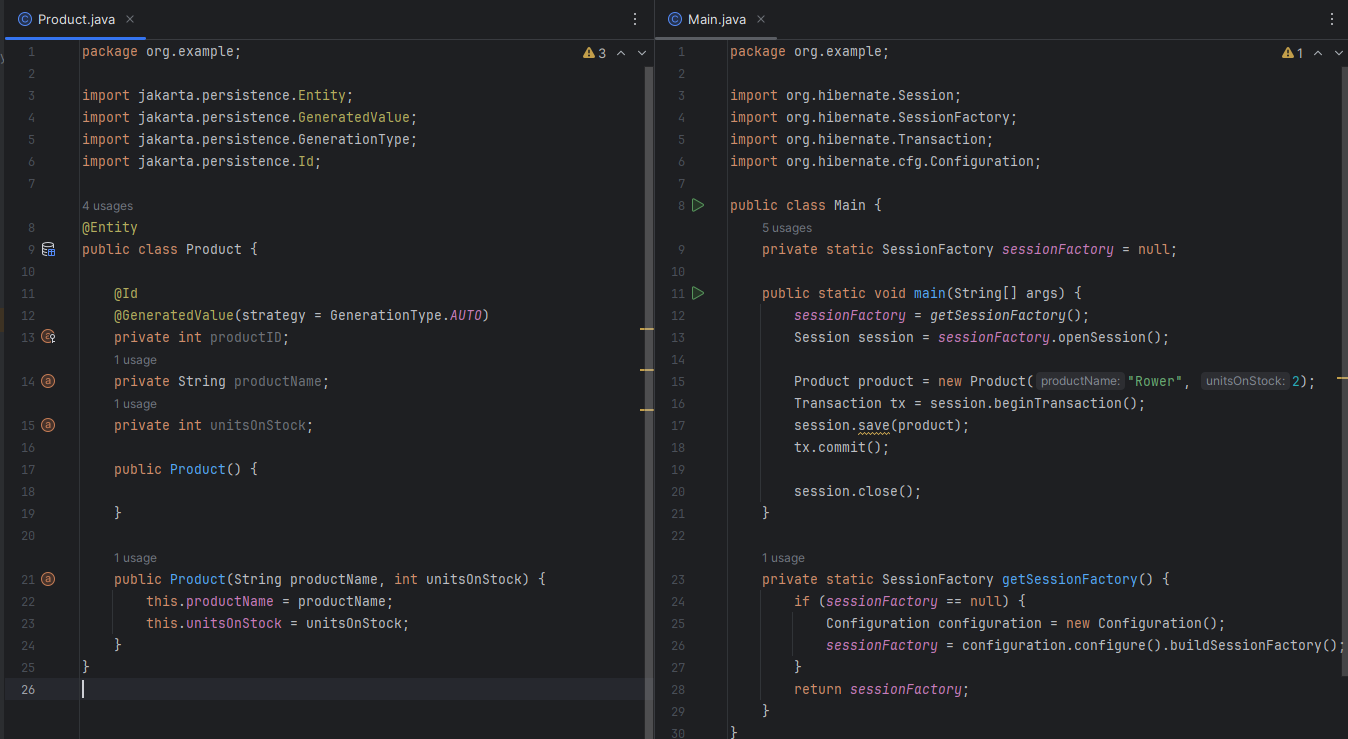 Product.java
package org.example;
3
import jakarta.persistence.Entity;
import jakarta.persistence.GeneratedValue;
import jakarta.persistence.GenerationType;
import jakarta.persistence.Id;
4 usages
@Entity
public class Product {
@Id
@GeneratedValue(strategy = GenerationType.AUTO)
private int productID;
1 usage
private String productName;
1 usage
private int unitsOnStock;
public Product() {
}
1 usage
public Product(String productName, int unitsOnStock) {
this.productName = productName;
this.unitsOnStock = unitsOnStock;
}
}
1
2
3
4
5
6
7
8
9
10
11
12
13
14
15
16
17
18
19
20
21
22
23
24
25
26
Main.java
package org.example;
1
import org.hibernate.Session;
import org.hibernate.SessionFactory;
import org.hibernate.Transaction;
import org.hibernate.cfg.Configuration;
public class Main {
5 usages
private static SessionFactory sessionFactory = null;
public static void main(String[] args) {
sessionFactory = getSessionFactory();
Session session = sessionFactory.openSession();
Product product = new Product( productName: "Rower", unitsOnStock: 2);
Transaction tx = session.beginTransaction();
session.save(product);
tx.commit();
session.close();
}
1 usage
private static SessionFactory getSessionFactory() {
if (sessionFactory == null) {
Configuration configuration = new Configuration();
sessionFactory = configuration.configure().buildSessionFactory();
}
return sessionFactory;
}
}
1
2
3
4
5
6
7
8
9
10
11
12
13
14
15
16
17
18
19
20
21
22
23
24
25
26
27
28
29
30